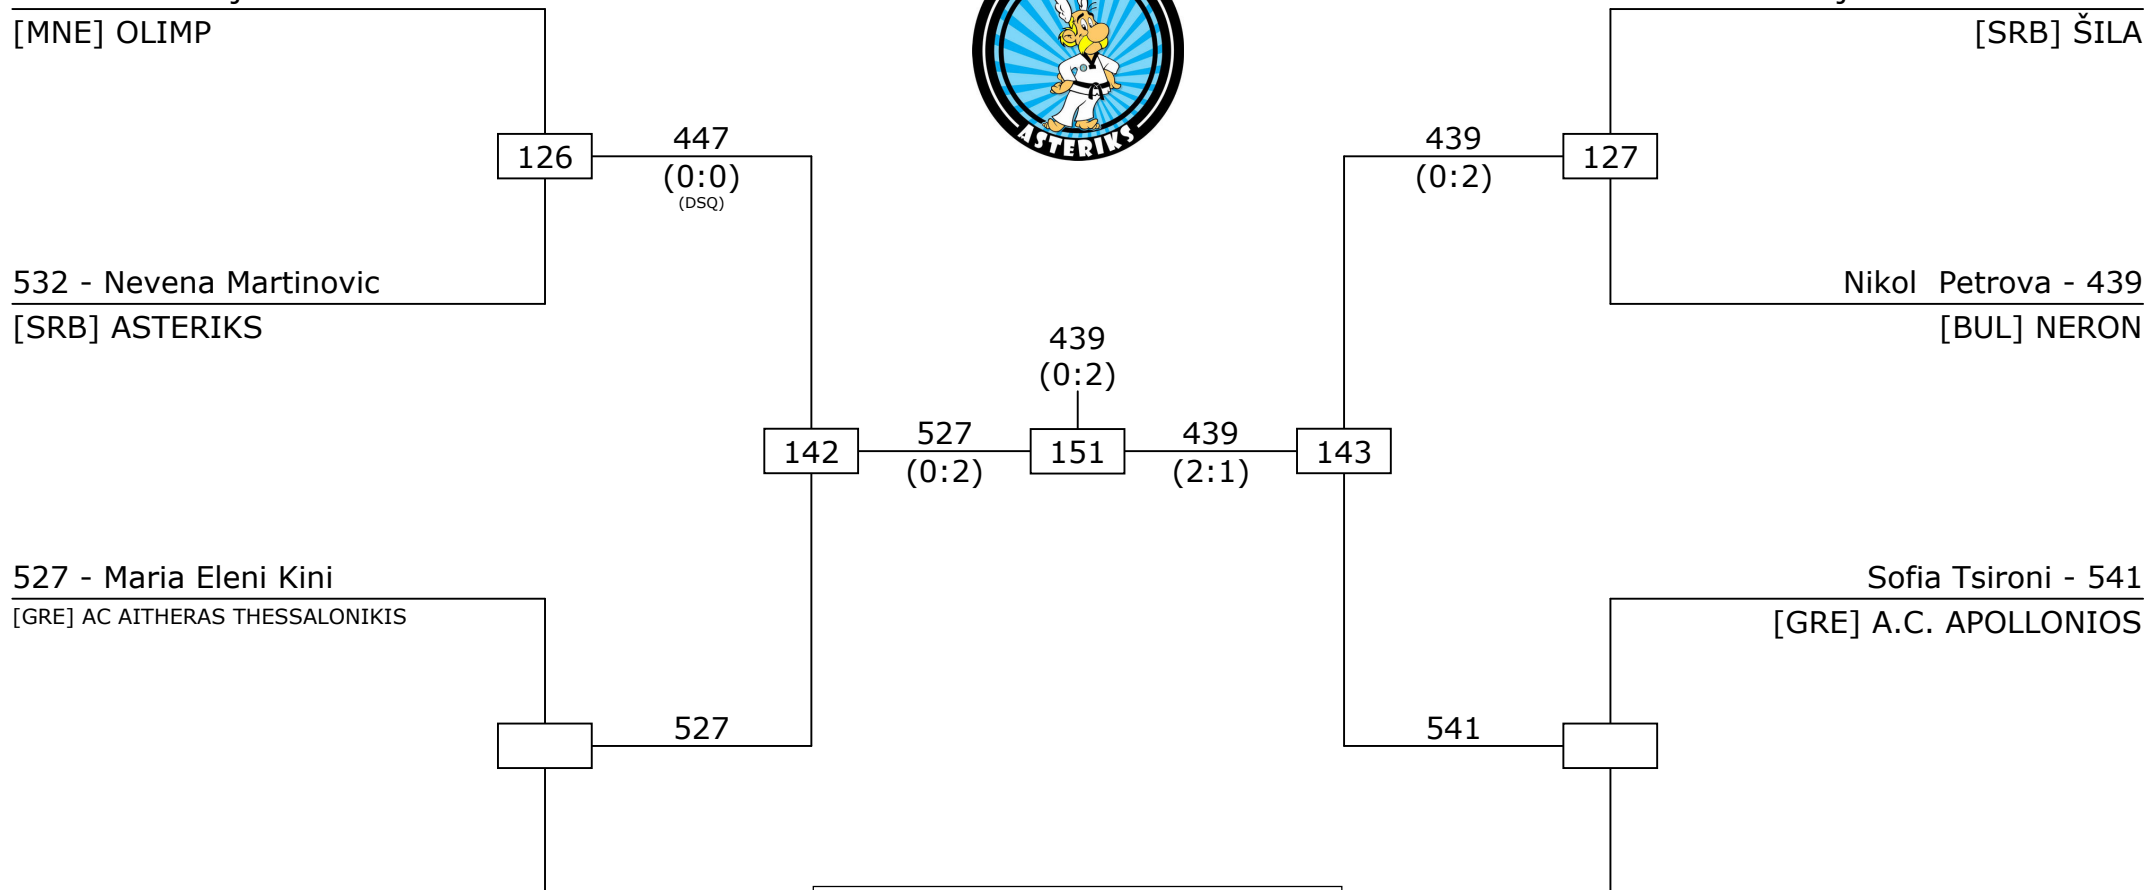 [MNE] OLIMP
[SRB] ŠILA
ASTERIKS
126
447
(0:0)
(DSQ)
439
(0:2)
127
532 - Nevena Martinovic
[SRB] ASTERIKS
Nikol  Petrova - 439
[BUL] NERON
439
(0:2)
142
527
(0:2)
151
439
(2:1)
143
527 - Maria Eleni Kini
[GRE] AC AITHERAS THESSALONIKIS
Sofia Tsironi - 541
[GRE] A.C. APOLLONIOS
527
541